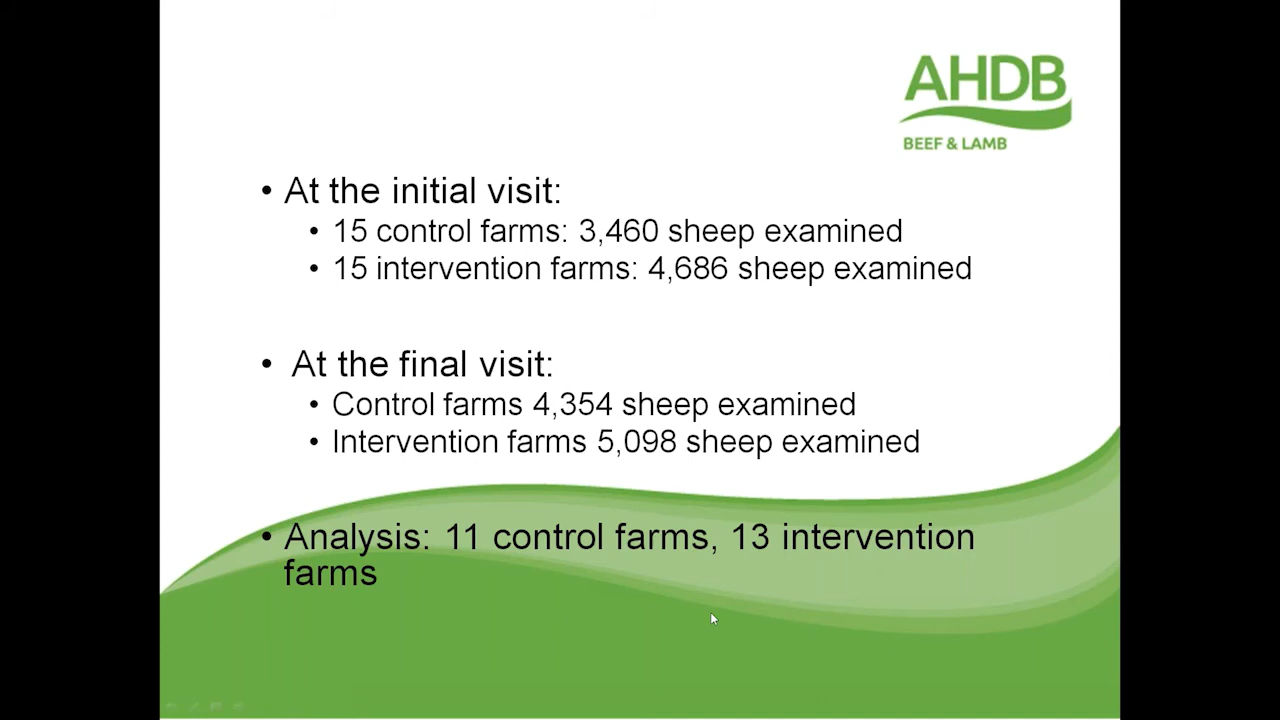 AHDB
BEEF & LAMB
• At the initial visit:
• 15 control farms: 3,460 sheep examined
• 15 intervention farms: 4,686 sheep examined
• At the final visit:
• Control farms 4,354 sheep examined
• Intervention farms 5,098 sheep examined
• Analysis: 11 control farms, 13 intervention
farms